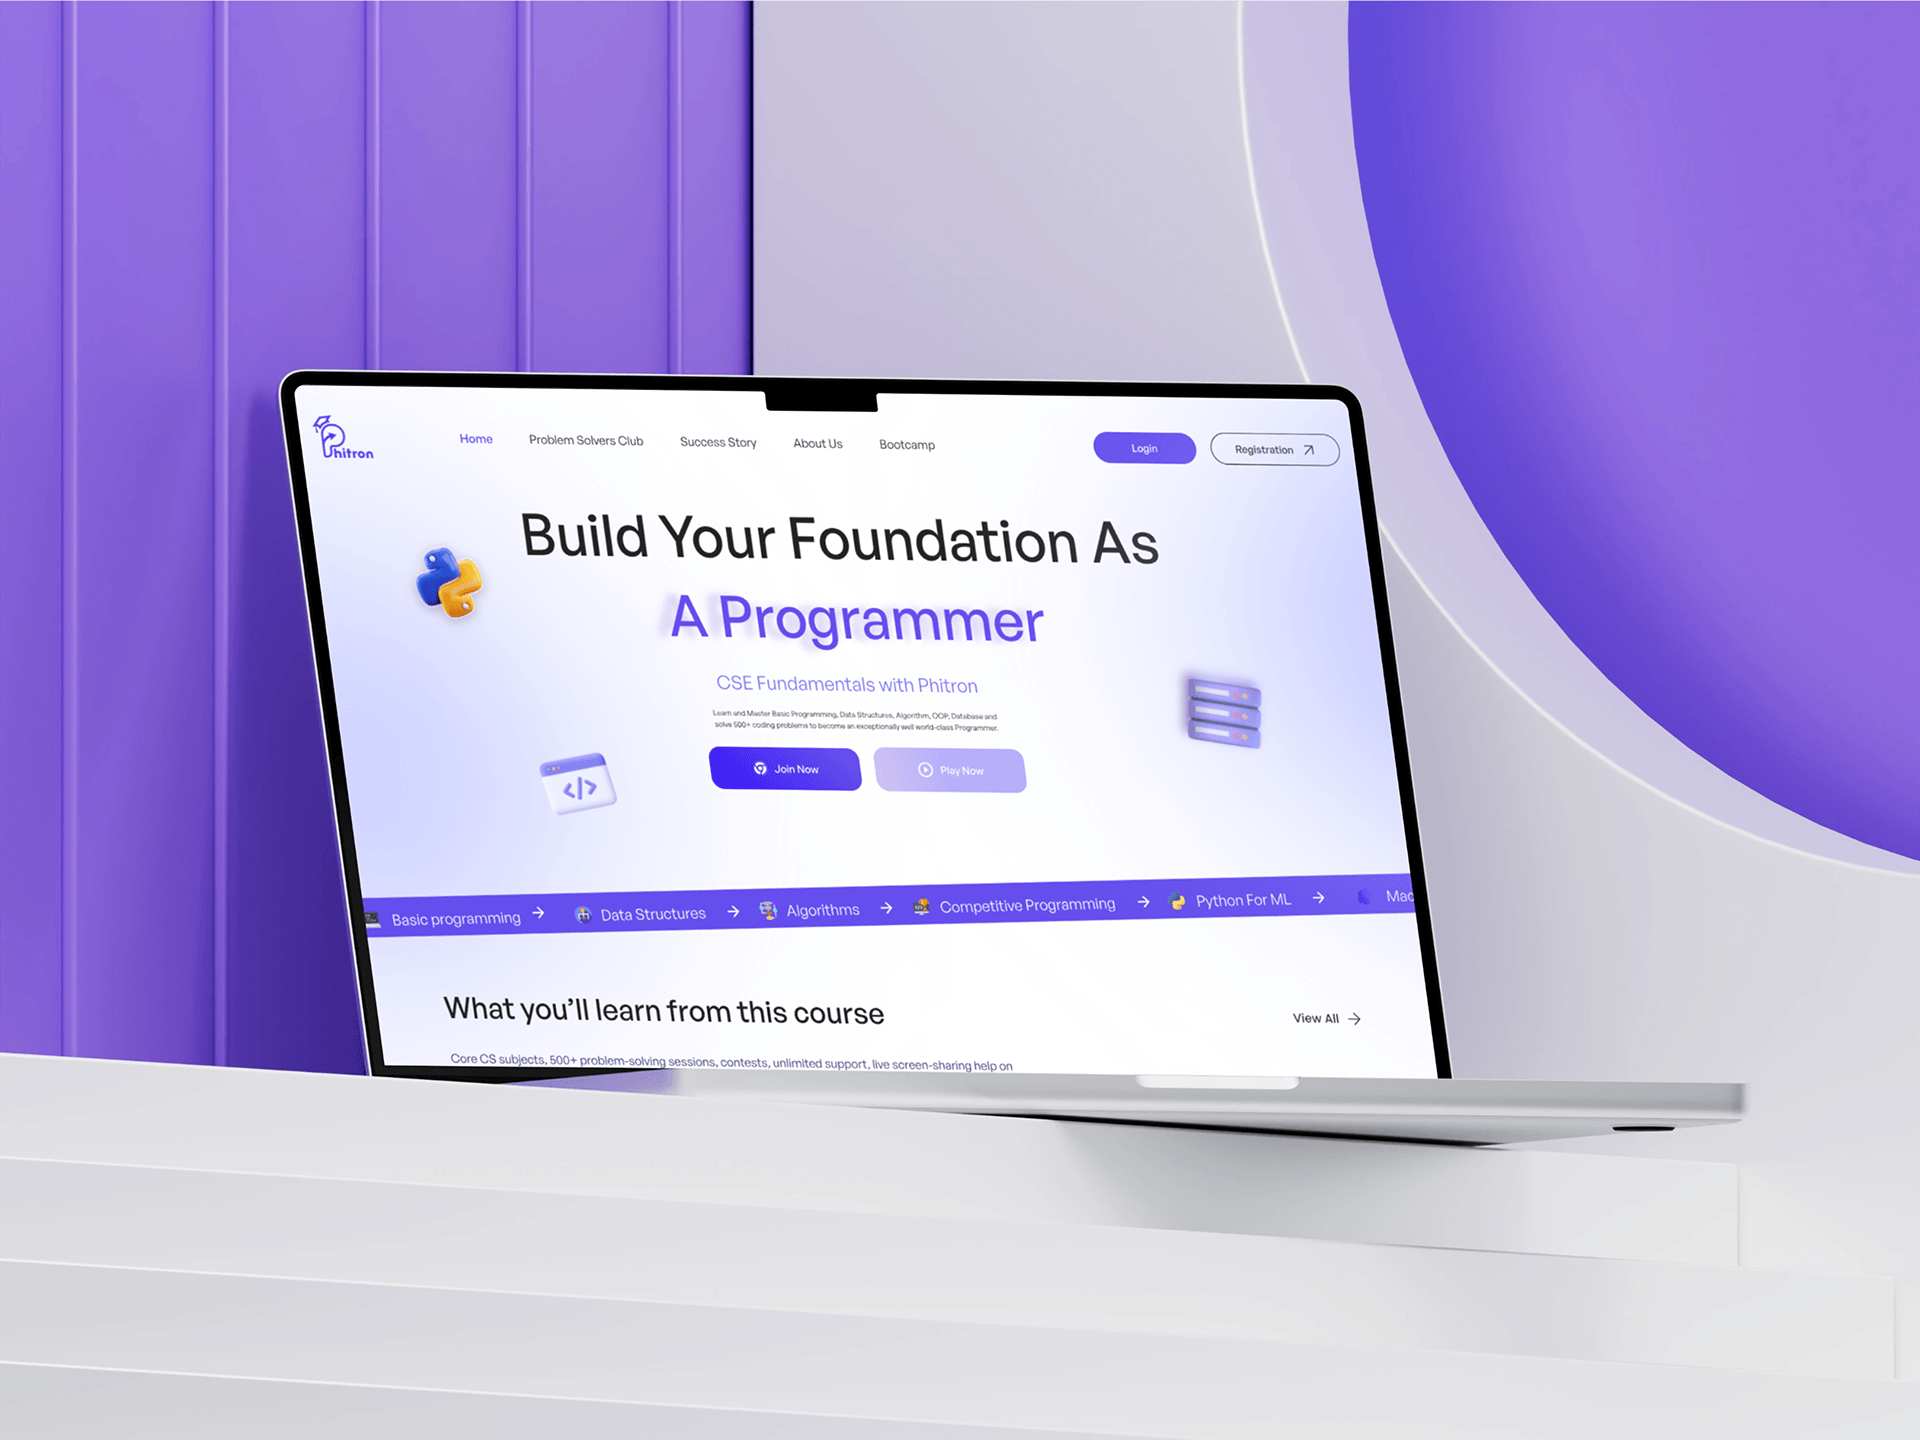 Phitron
Home
Problem Solvers Club
Success Story
About Us
Bootcamp
Login
Registration
Build Your Foundation As
A Programmer
CSE Fundamentals with Phitron
Learn and Master Basic Programming, Data Structures, Algorithm, OOP, Database and
solve 500+ coding problems to become an exceptionally well world-class Programmer.
Join Now
Play Now
</>
Basic programming
Data Structures
Algorithms
Competitive Programming
Python For ML
Mac
What you'll learn from this course
View All
Core CS subjects, 500+ problem-solving sessions, contests, unlimited support, live screen-sharing help on